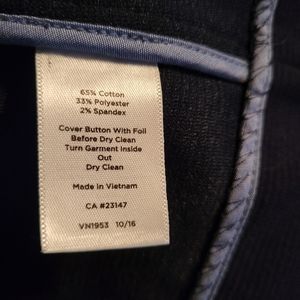 65% Cotton
33% Polyester
2% Spandex
Cover Button With Foil
Before Dry Clean
Turn Garment Inside
Out
Dry Clean
Made in Vietnam
CA #23147
VN1953 10/16